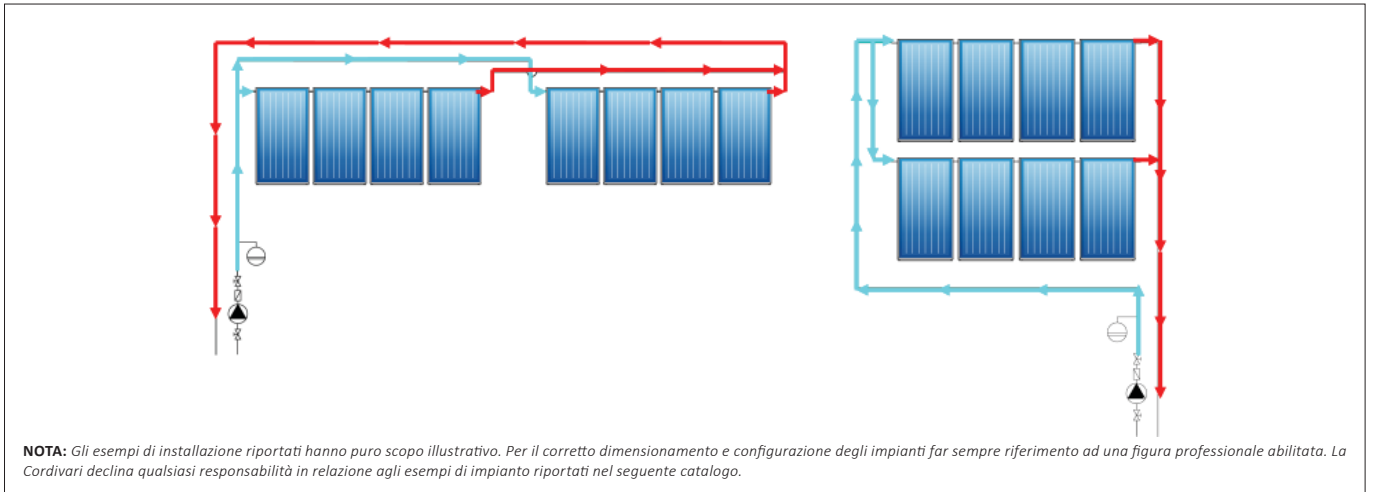 NOTA: Gli esempi di installazione riportati hanno puro scopo illustrativo. Per il corretto dimensionamento e configurazione degli impianti far sempre riferimento ad una figura professionale abilitata. La
Cordivari declina qualsiasi responsabilità in relazione agli esempi di impianto riportati nel seguente catalogo.